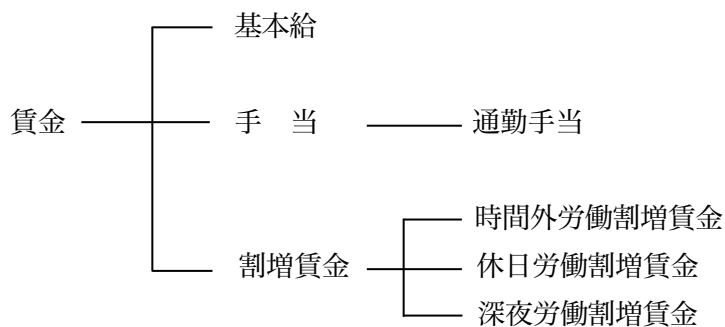 基本給
賃金 手 当 通勤手当
時間外労働割増賃金
割増賃金 休日労働割増賃金
深夜労働割増賃金